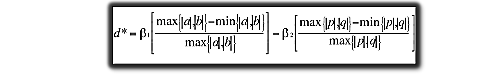 d* = β₁[(max{|a|,|b|}−min{|a|,|b|})/(max{|a|,|b|})] − β₂[(max{|p|,|q|}−min{|p|,|q|})/(max{|p|,|q|})]